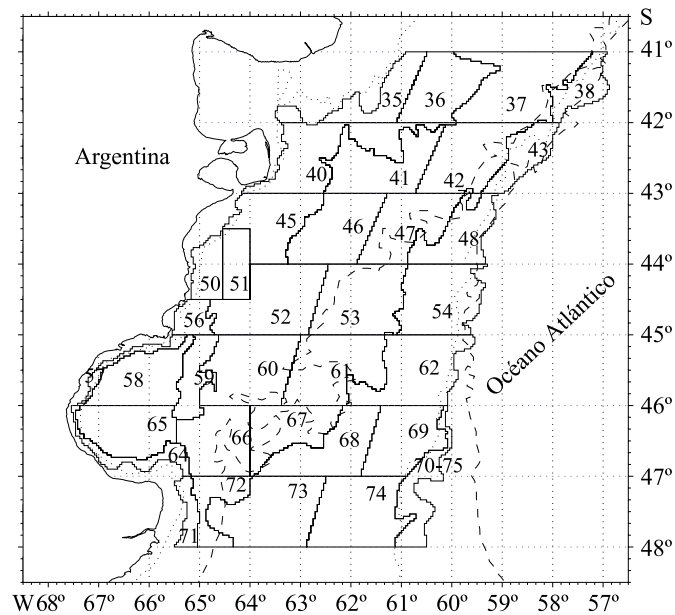 S
41º
35 36 37 38
42º
Argentina
40 41 42 43
43º
45 46 47 48
44º
50 51
52 53 54
56
45º
Océano Atlántico
57 58 59 60 61 62
46º
65 66 67 68 69
64
70-75
47º
72 73 74
71
48º
W68º 67º 66º 65º 64º 63º 62º 61º 60º 59º 58º 57º